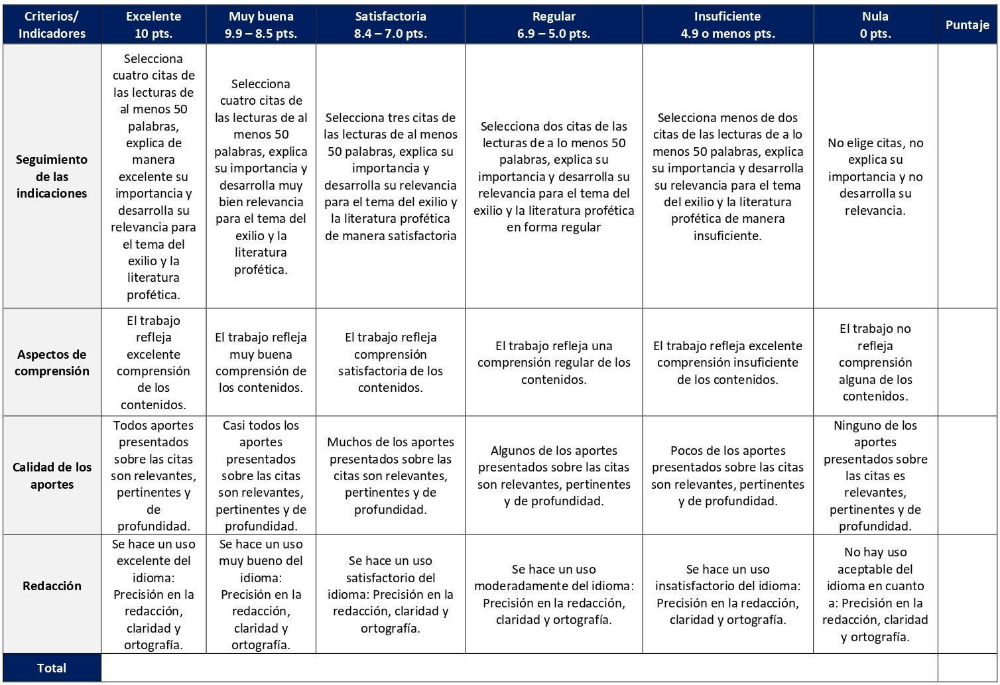 Criterios/
Indicadores
Excelente
10 pts.
Muy buena
9.9 – 8.5 pts.
Satisfactoria
8.4 – 7.0 pts.
Regular
6.9 – 5.0 pts.
Insuficiente
4.9 o menos pts.
Nula
0 pts.
Puntaje
Seguimiento
de las
indicaciones
Selecciona
cuatro citas de
las lecturas de
al menos 50
palabras,
explica de
manera
excelente su
importancia y
desarrolla su
relevancia para
el tema del
exilio y la
literatura
profética.
Selecciona
cuatro citas de
las lecturas de al
menos 50
palabras, explica
su importancia y
desarrolla muy
bien relevancia
para el tema del
exilio y la
literatura
profética.
Selecciona tres citas de
las lecturas de al menos
50 palabras, explica su
importancia y
desarrolla su relevancia
para el tema del exilio y
la literatura profética
de manera satisfactoria
Selecciona dos citas de las
lecturas de a lo menos 50
palabras, explica su
importancia y desarrolla su
relevancia para el tema del
exilio y la literatura profética
en forma regular
Selecciona menos de dos
citas de las lecturas de a lo
menos 50 palabras, explica
su importancia y desarrolla
su relevancia para el tema
del exilio y la literatura
profética de manera
insuficiente.
No elige citas, no
explica su
importancia y no
desarrolla su
relevancia.
Aspectos de
comprensión
El trabajo
refleja
excelente
comprensión
de los
contenidos.
El trabajo refleja
muy buena
comprensión de
los contenidos.
El trabajo refleja
comprensión
satisfactoria de los
contenidos.
El trabajo refleja una
comprensión regular de los
contenidos.
El trabajo refleja excelente
comprensión insuficiente
de los contenidos.
El trabajo no
refleja
comprensión
alguna de los
contenidos.
Calidad de los
aportes
Todos aportes
presentados
sobre las citas
son relevantes,
pertinentes y
de
profundidad.
Casi todos los
aportes
presentados
sobre las citas
son relevantes,
pertinentes y de
profundidad.
Muchos de los aportes
presentados sobre las
citas son relevantes,
pertinentes y de
profundidad.
Algunos de los aportes
presentados sobre las citas
son relevantes, pertinentes
y de profundidad.
Pocos de los aportes
presentados sobre las citas
son relevantes, pertinentes
y de profundidad.
Ninguno de los
aportes
presentados sobre
las citas es
relevantes,
pertinentes y de
profundidad.
Redacción
Se hace un uso
excelente del
idioma:
Precisión en la
redacción,
claridad y
ortografía.
Se hace un uso
muy bueno del
idioma:
Precisión en la
redacción,
claridad y
ortografía.
Se hace un uso
satisfactorio del
idioma: Precisión en la
redacción, claridad y
ortografía.
Se hace un uso
moderadamente del idioma:
Precisión en la redacción,
claridad y ortografía.
Se hace un uso
insatisfactorio del idioma:
Precisión en la redacción,
claridad y ortografía.
No hay uso
aceptable del
idioma en cuanto
a: Precisión en la
redacción, claridad
y ortografía.
Total